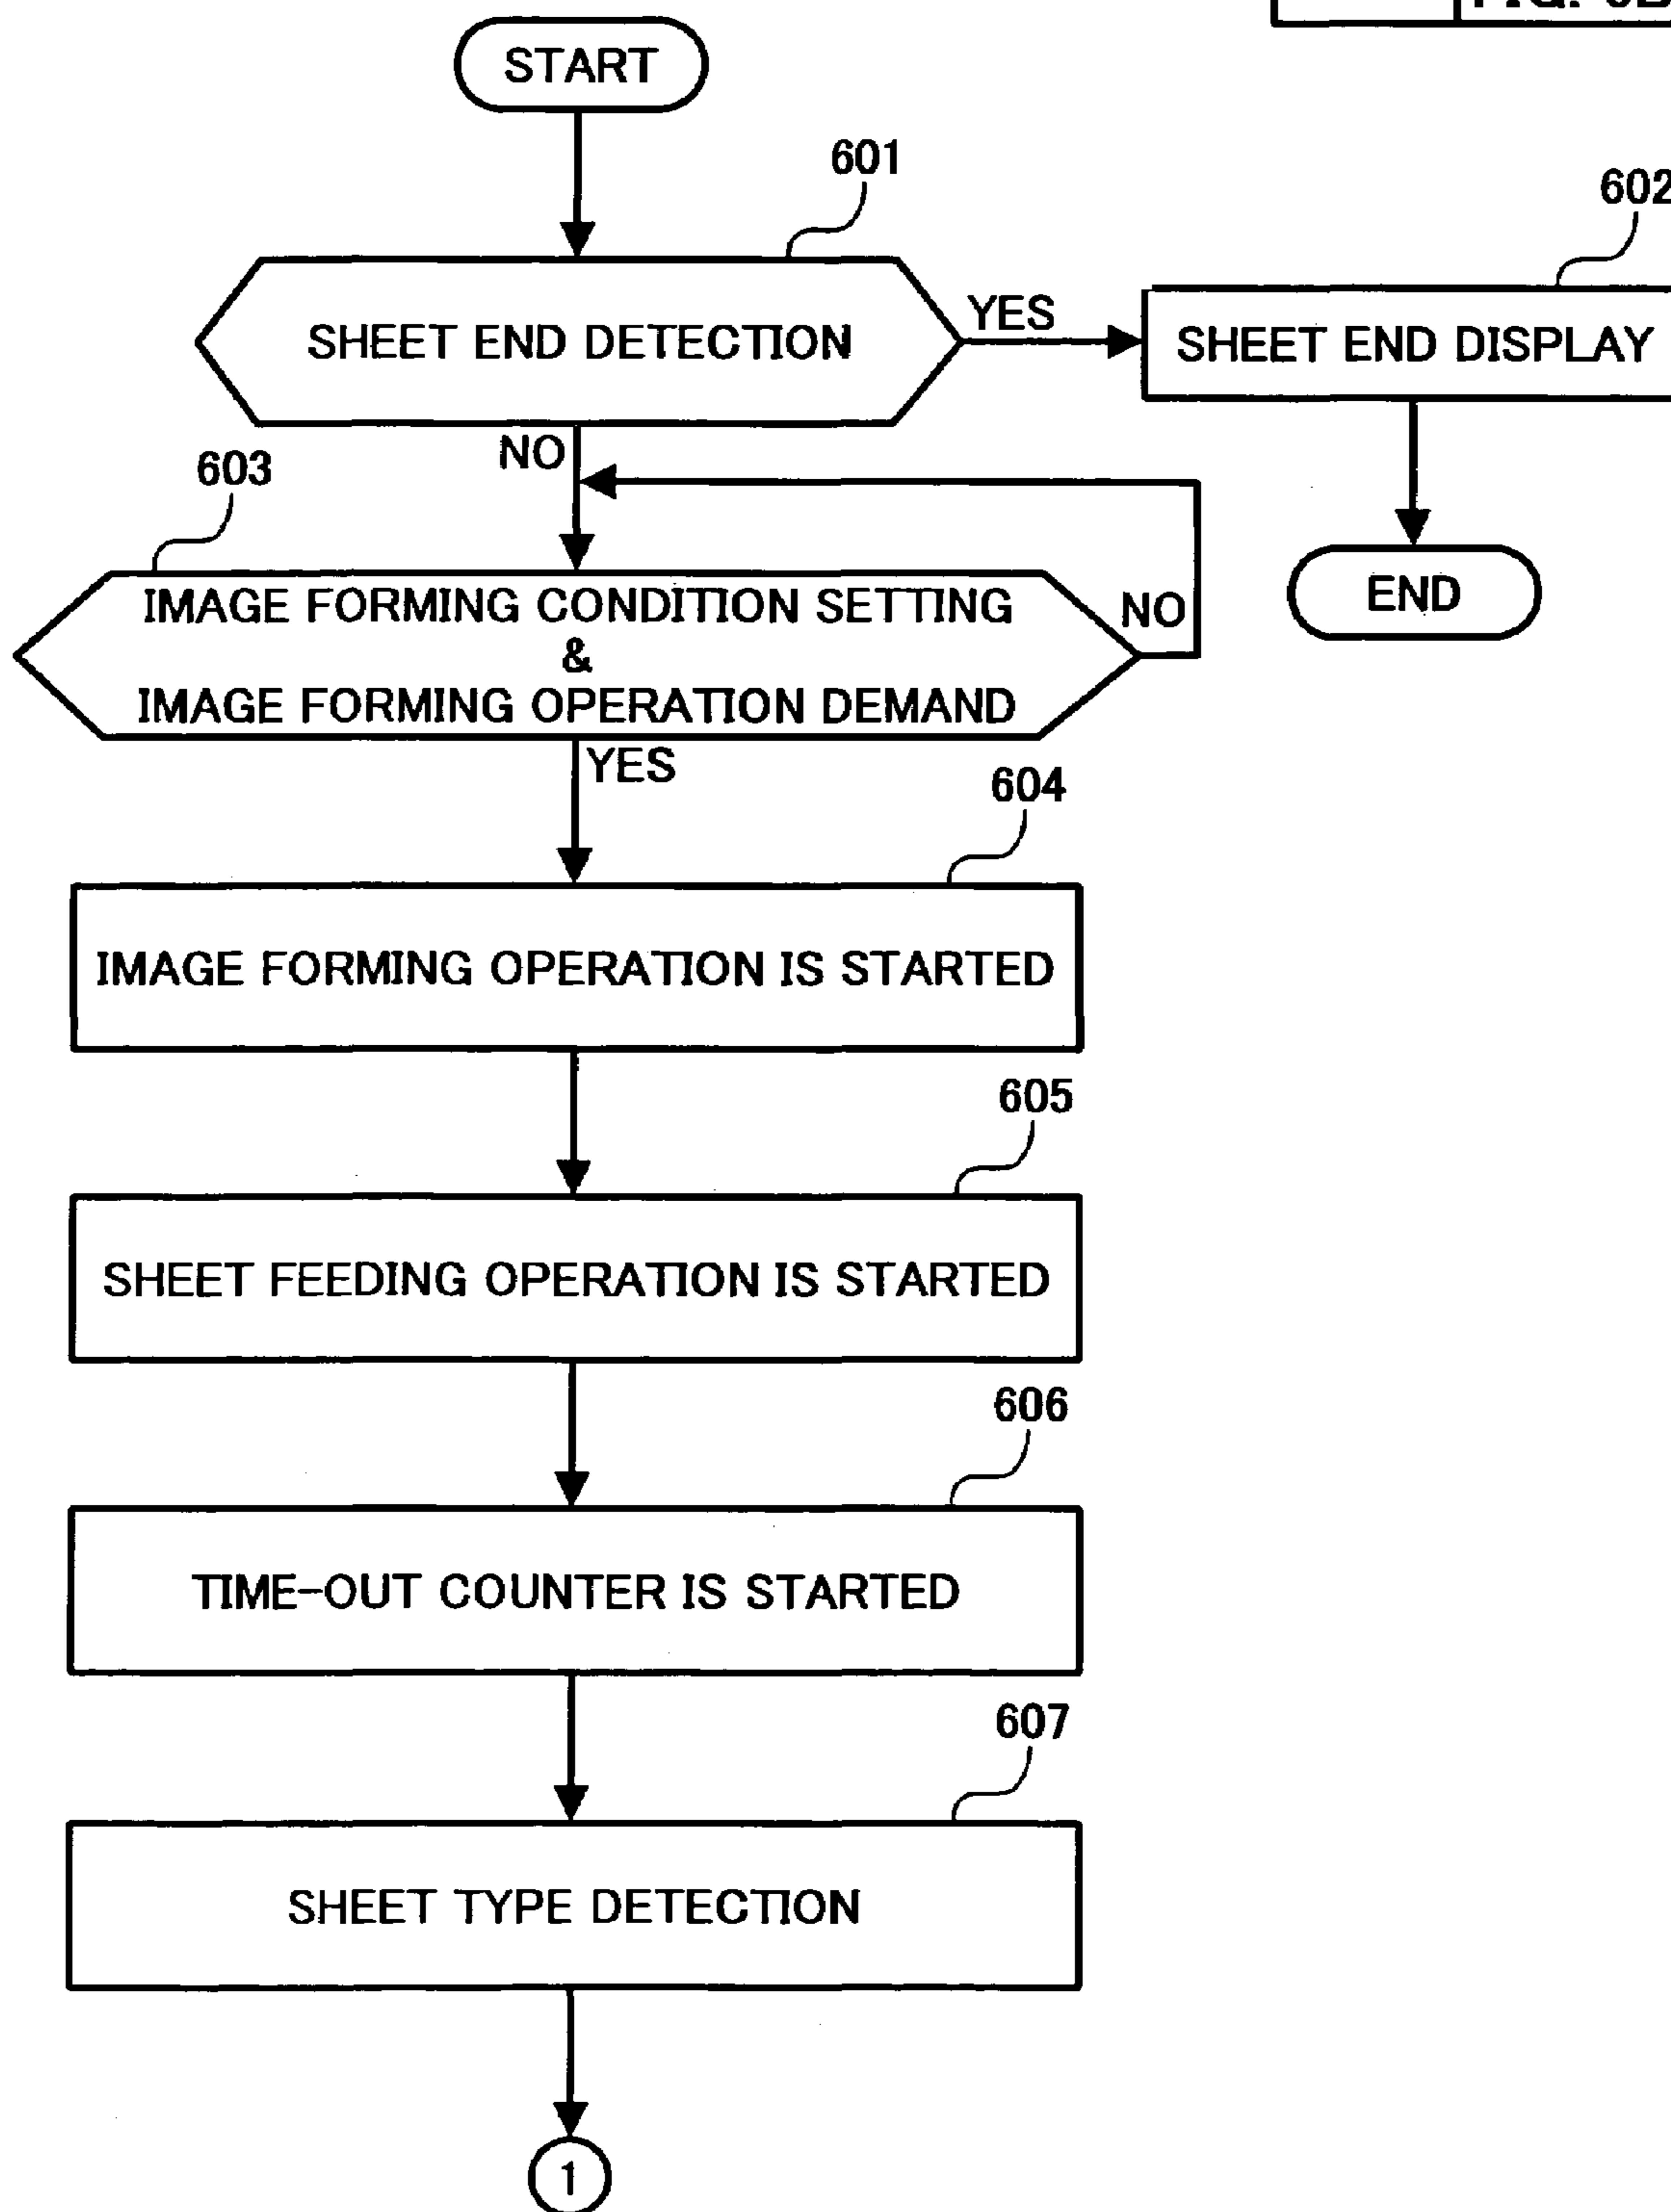 START
601
602
SHEET END DETECTION
YES
SHEET END DISPLAY
NO
603
END
IMAGE FORMING CONDITION SETTING
&
IMAGE FORMING OPERATION DEMAND
NO
YES
604
IMAGE FORMING OPERATION IS STARTED
605
SHEET FEEDING OPERATION IS STARTED
606
TIME-OUT COUNTER IS STARTED
607
SHEET TYPE DETECTION
1